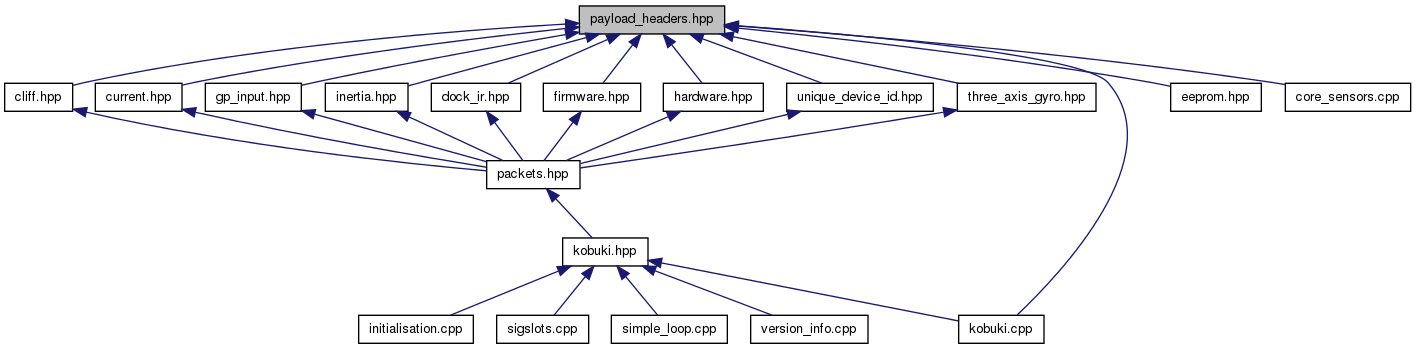 payload_headers.hpp
cliff.hpp
current.hpp
gp_input.hpp
inertia.hpp
dock_ir.hpp
firmware.hpp
hardware.hpp
unique_device_id.hpp
three_axis_gyro.hpp
eeprom.hpp
core_sensors.cpp
packets.hpp
kobuki.hpp
initialisation.cpp
sigslots.cpp
simple_loop.cpp
version_info.cpp
kobuki.cpp